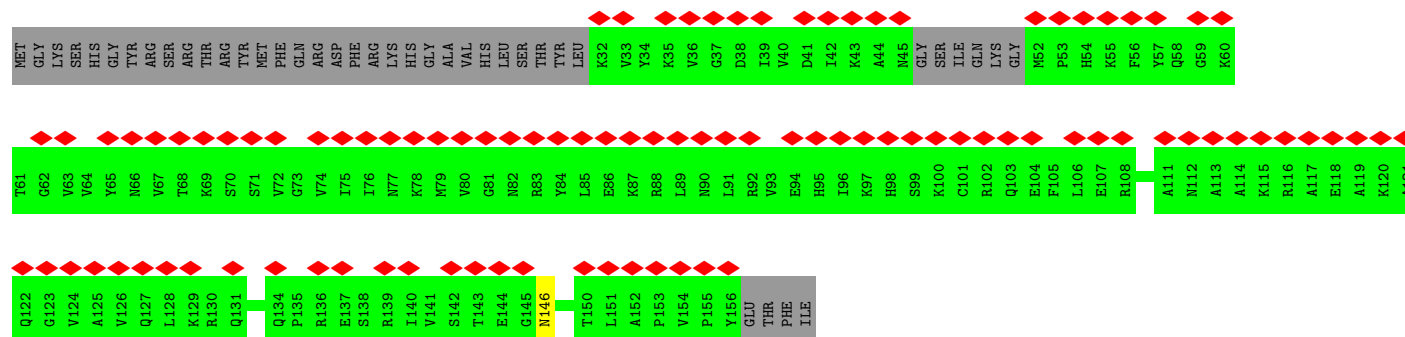 MET GLY LYS SER HIS GLY TYR ARG SER ARG THR ARG TYR MET PHE GLN ARG ASP PHE ARG LYS HIS GLY ALA VAL HIS LEU SER THR TYR LEU K32 V33 Y34 K35 V36 G37 D38 I39 V40 D41 I42 K43 A44 N45 GLY SER ILE GLN LYS GLY M52 P53 H54 K55 F56 Y57 Q58 G59 K60
T61 G62 V63 V64 Y65 N66 V67 T68 K69 S70 S71 V72 G73 V74 I75 I76 N77 K78 M79 V80 G81 N82 R83 Y84 L85 E86 K87 R88 L89 N90 L91 R92 V93 E94 H95 I96 K97 H98 S99 K100 C101 R102 Q103 E104 F105 L106 E107 R108 A111 N112 A113 A114 K115 R116 A117 E118 A119 K120
Q122 G123 V124 A125 V126 Q127 L128 K129 R130 Q131 Q134 P135 R136 E137 S138 R139 I140 V141 S142 T143 E144 G145 N146 T150 L151 A152 P153 V154 P155 Y156 GLU THR PHE ILE